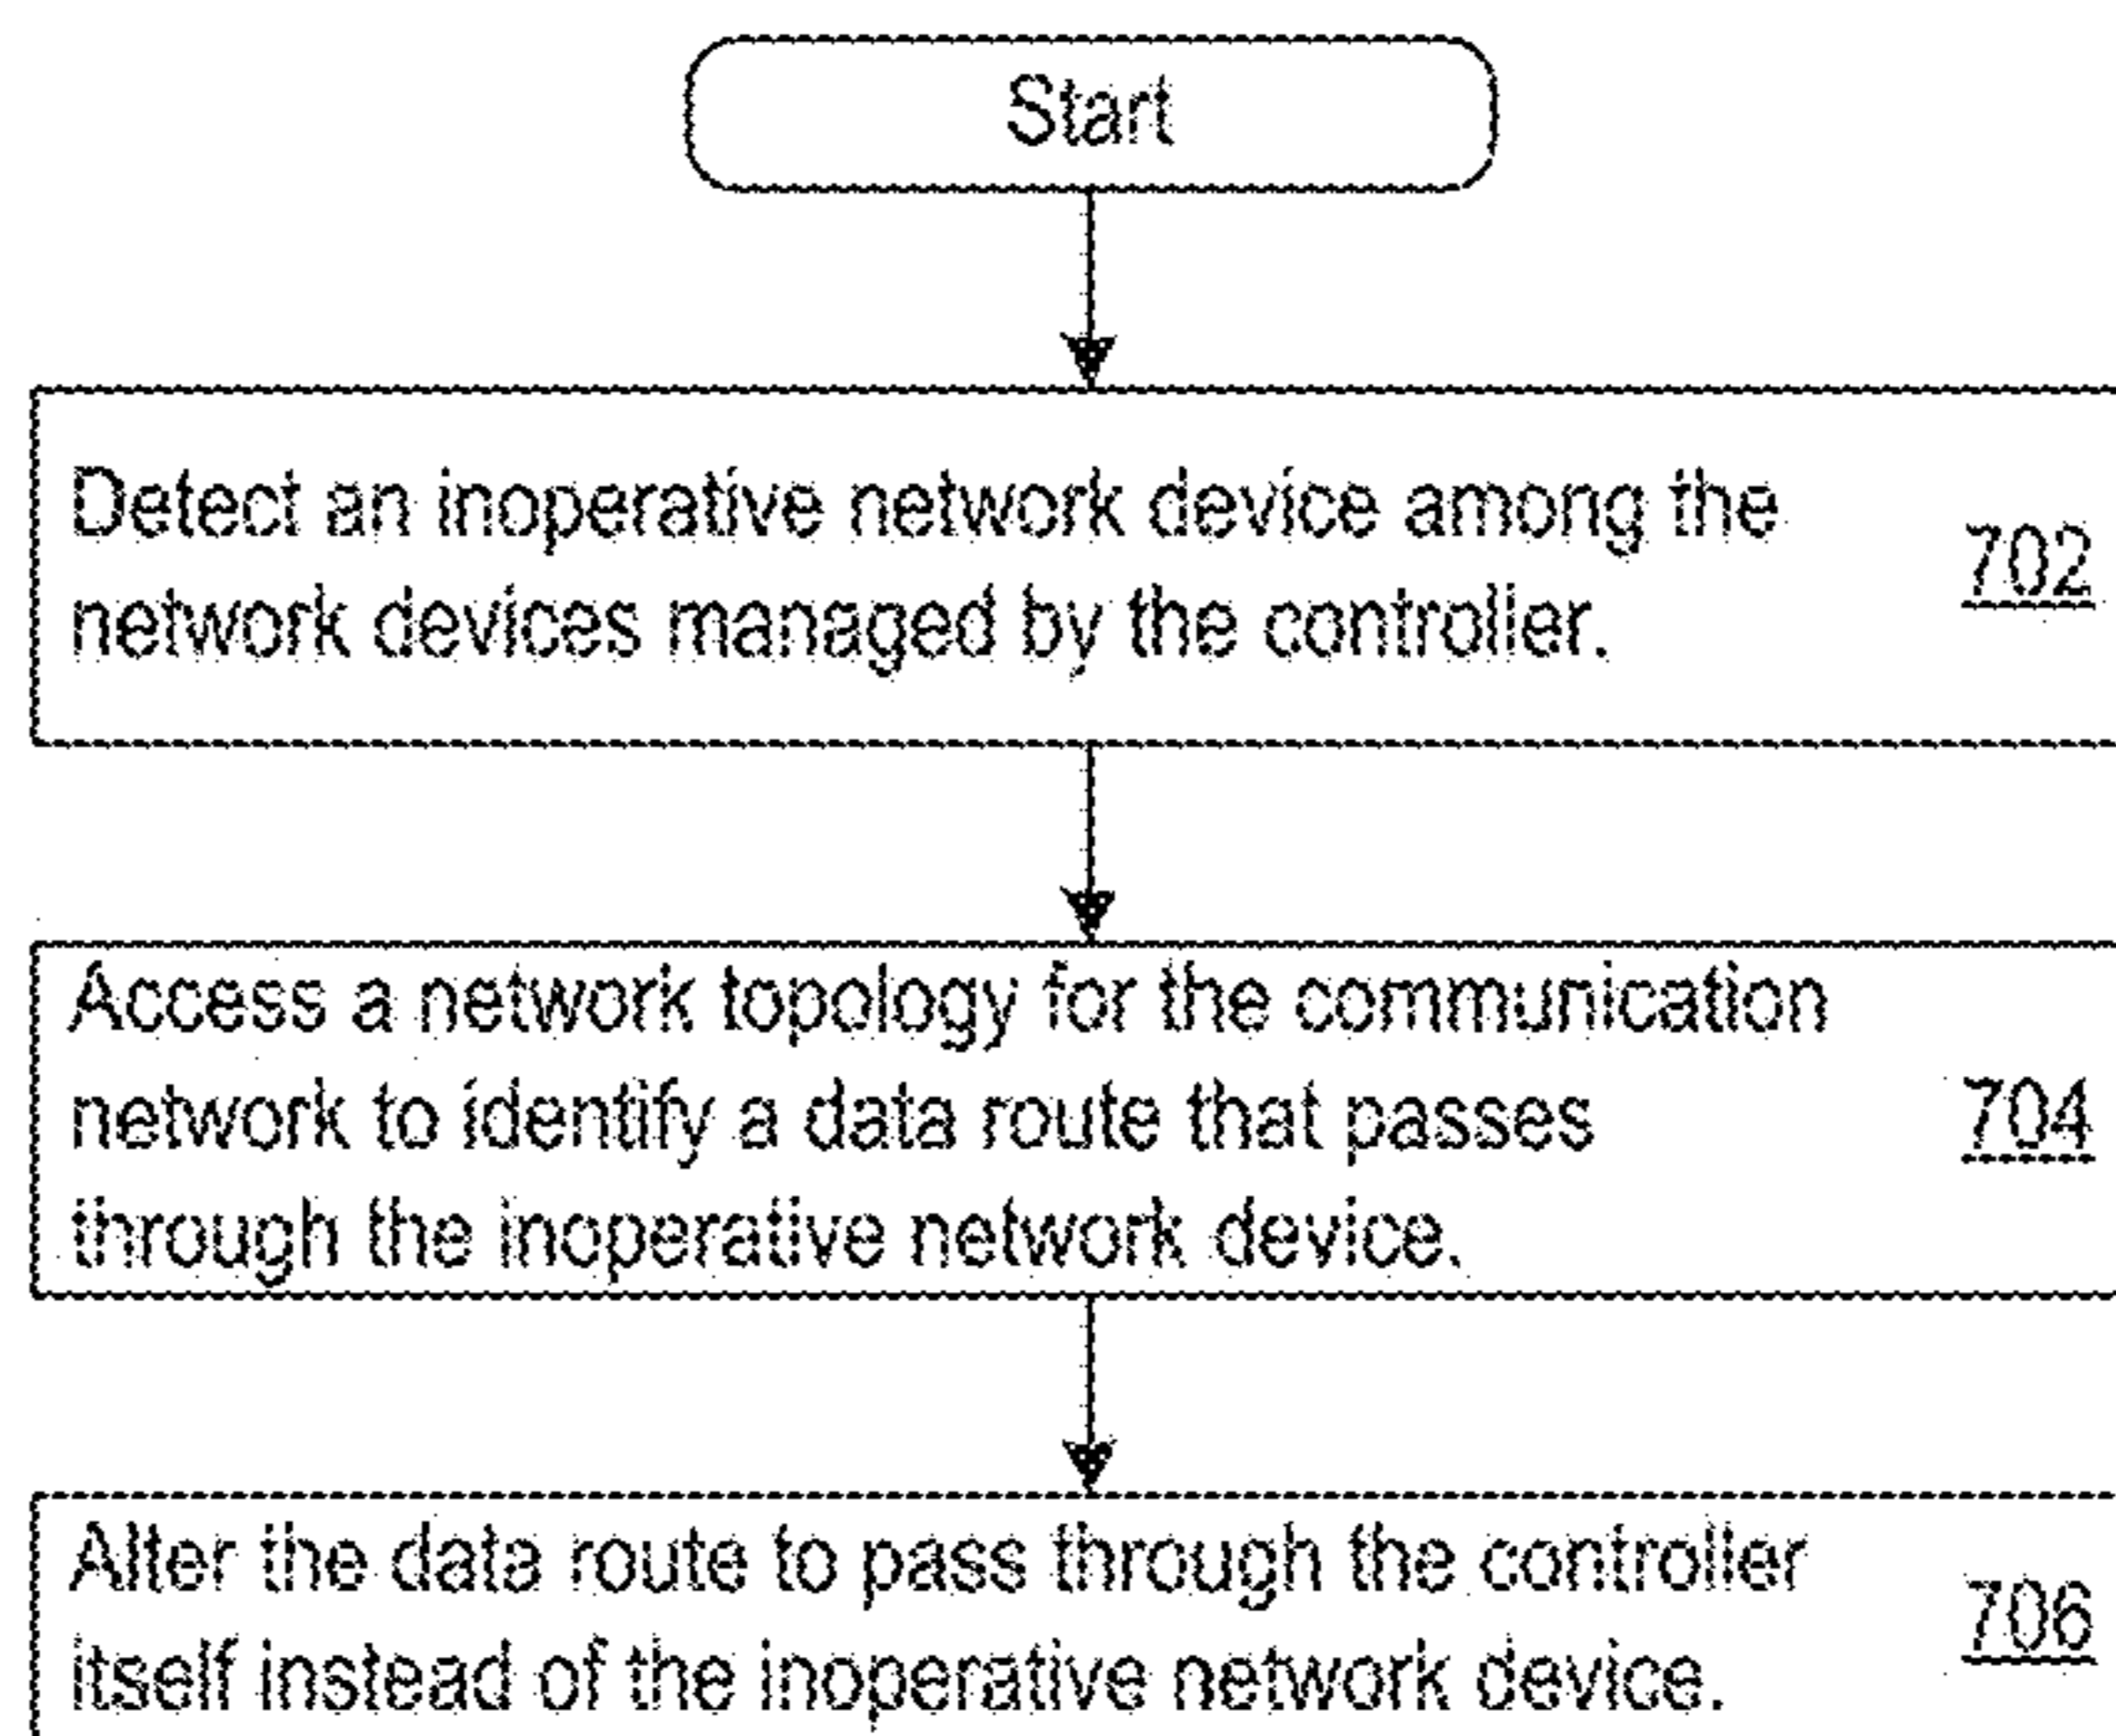 Start
Detect an inoperative network device among the
network devices managed by the controller.
702
Access a network topology for the communication
network to identify a data route that passes
through the inoperative network device.
704
Alter the data route to pass through the controller
itself instead of the inoperative network device.
706